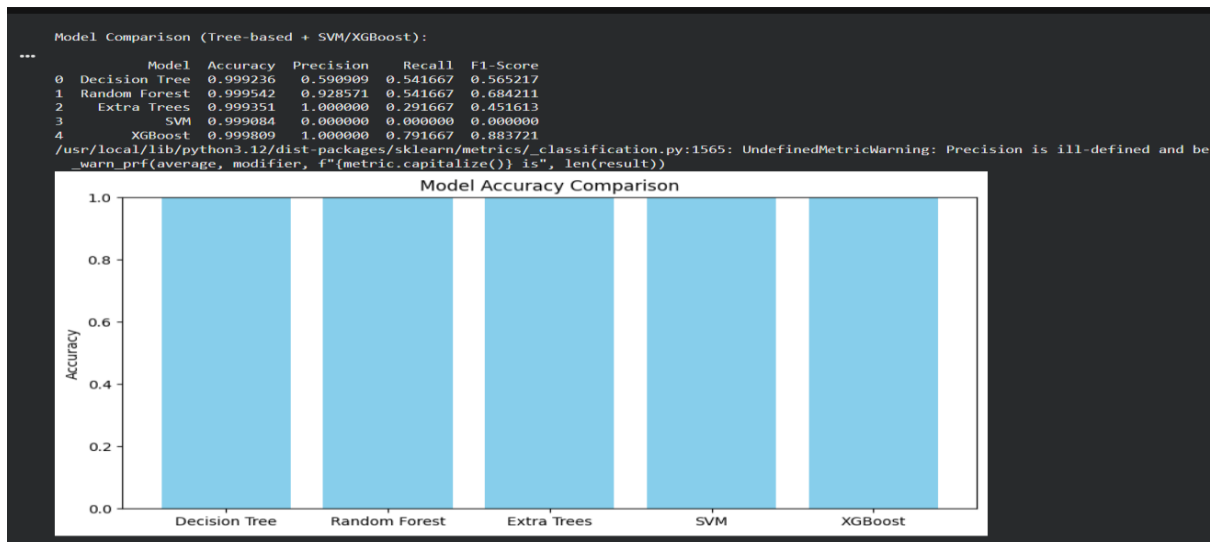 Model Comparison (Tree-based + SVM/XGBoost):
...
Model Accuracy Precision Recall F1-Score
0 Decision Tree 0.999236 0.590909 0.541667 0.565217
1 Random Forest 0.999542 0.928571 0.541667 0.684211
2 Extra Trees 0.999351 1.000000 0.291667 0.451613
3 SVM 0.999084 0.000000 0.000000 0.000000
4 XGBoost 0.999809 1.000000 0.791667 0.883721
/usr/local/lib/python3.12/dist-packages/sklearn/metrics/_classification.py:1565: UndefinedMetricWarning: Precision is ill-defined and be
_warn_prf(average, modifier, f"{metric.capitalize()} is", len(result))
Model Accuracy Comparison
1.0
0.8
0.6
0.4
0.2
0.0
Accuracy
Decision Tree Random Forest Extra Trees SVM XGBoost